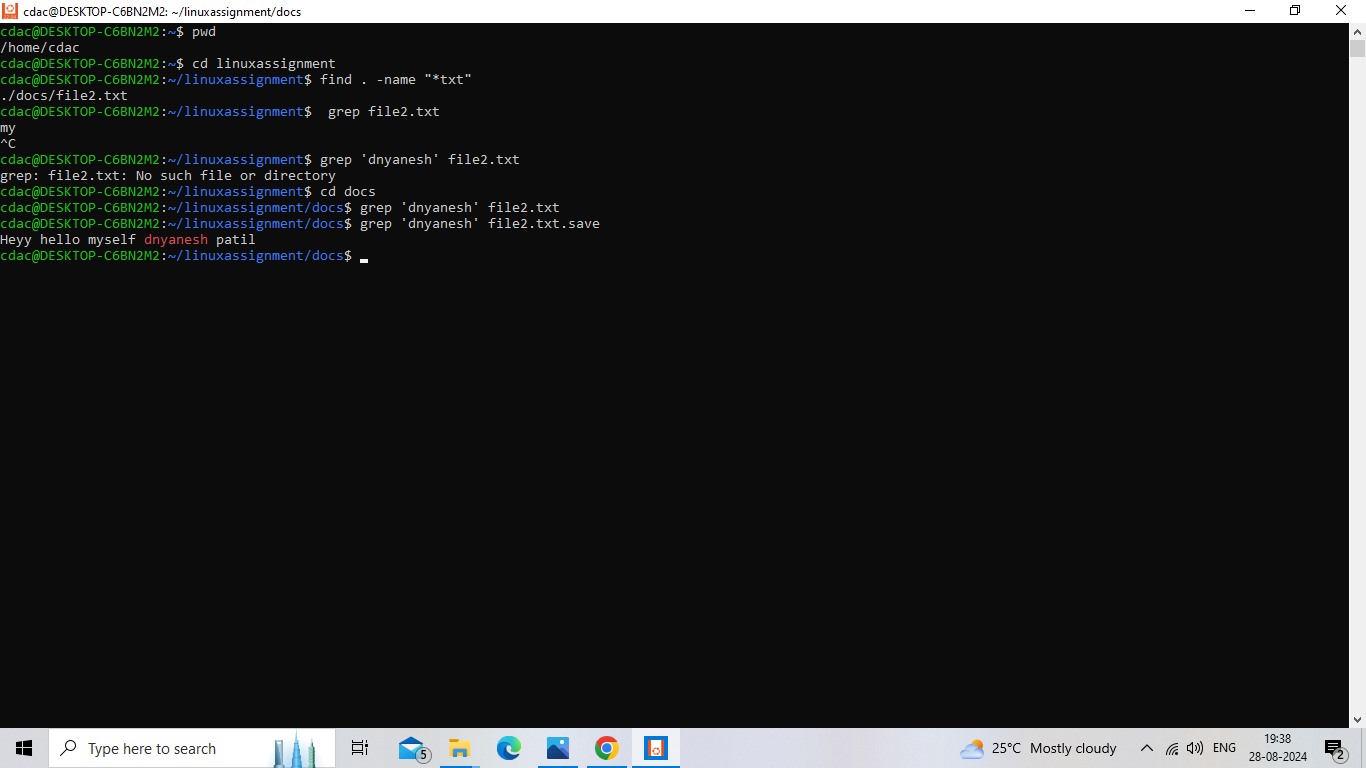 cdac@DESKTOP-C6BN2M2: ~/linuxassignment/docs
cdac@DESKTOP-C6BN2M2:~$ pwd
/home/cdac
cdac@DESKTOP-C6BN2M2:~$ cd linuxassignment
cdac@DESKTOP-C6BN2M2:~/linuxassignment$ find . -name "*txt"
./docs/file2.txt
cdac@DESKTOP-C6BN2M2:~/linuxassignment$  grep file2.txt
my
^C
cdac@DESKTOP-C6BN2M2:~/linuxassignment$ grep 'dnyanesh' file2.txt
grep: file2.txt: No such file or directory
cdac@DESKTOP-C6BN2M2:~/linuxassignment$ cd docs
cdac@DESKTOP-C6BN2M2:~/linuxassignment/docs$ grep 'dnyanesh' file2.txt
cdac@DESKTOP-C6BN2M2:~/linuxassignment/docs$ grep 'dnyanesh' file2.txt.save
Heyy hello myself dnyanesh patil
cdac@DESKTOP-C6BN2M2:~/linuxassignment/docs$
Type here to search
5
25°C Mostly cloudy
ENG
19:38
28-08-2024
2